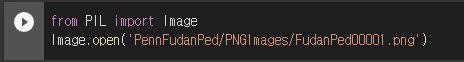 from PIL import Image
Image.open('PennFudanPed/PNGImages/FudanPed00001.png')